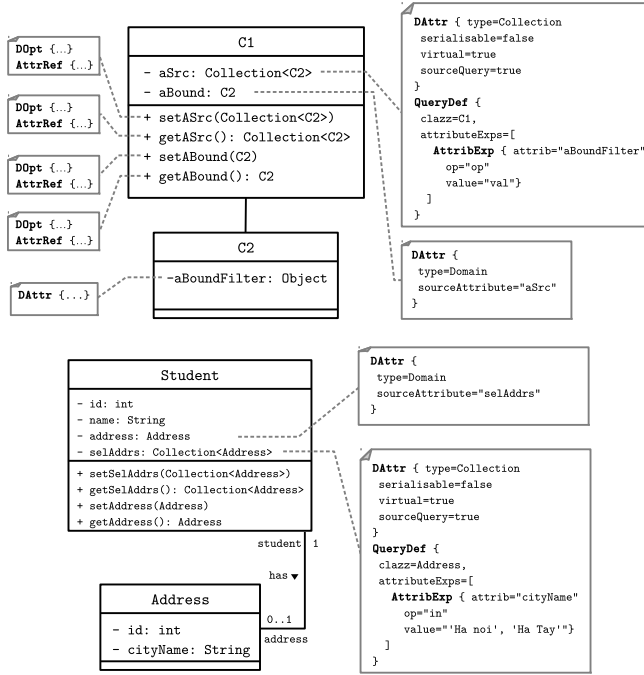 DOpt {...}
AttrRef {...}
DOpt {...}
AttrRef {...}
DOpt {...}
AttrRef {...}
DOpt {...}
AttrRef {...}
DAttr {...}
C1
- aSrc: Collection<C2>
- aBound: C2
+ setASrc(Collection<C2>)
+ getASrc(): Collection<C2>
+ setABound(C2)
+ getABound(): C2
C2
-aBoundFilter: Object
DAttr { type=Collection
serialisable=false
virtual=true
sourceQuery=true
}
QueryDef {
clazz=C1,
attributeExps=[
AttribExp { attrib="aBoundFilter"
op="op"
value="val"}
]
}
DAttr {
type=Domain
sourceAttribute="aSrc"
}
Student
- id: int
- name: String
- address: Address
- selAddrs: Collection<Address>
+ setSelAddrs(Collection<Address>)
+ getSelAddrs(): Collection<Address>
+ setAddress(Address)
+ getAddress(): Address
student 1
has
0..1
address
Address
- id: int
- cityName: String
DAttr {
type=Domain
sourceAttribute="selAddrs"
}
DAttr { type=Collection
serialisable=false
virtual=true
sourceQuery=true
}
QueryDef {
clazz=Address,
attributeExps=[
AttribExp { attrib="cityName"
op="in"
value="'Ha noi', 'Ha Tay'"}
]
}